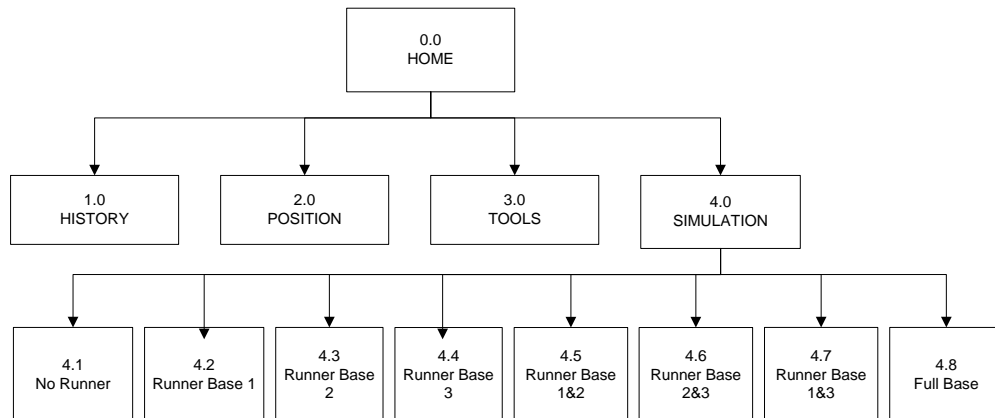 0.0
HOME
1.0
HISTORY
2.0
POSITION
3.0
TOOLS
4.0
SIMULATION
4.1
No Runner
4.2
Runner Base 1
4.3
Runner Base
2
4.4
Runner Base
3
4.5
Runner Base
1&2
4.6
Runner Base
2&3
4.7
Runner Base
1&3
4.8
Full Base